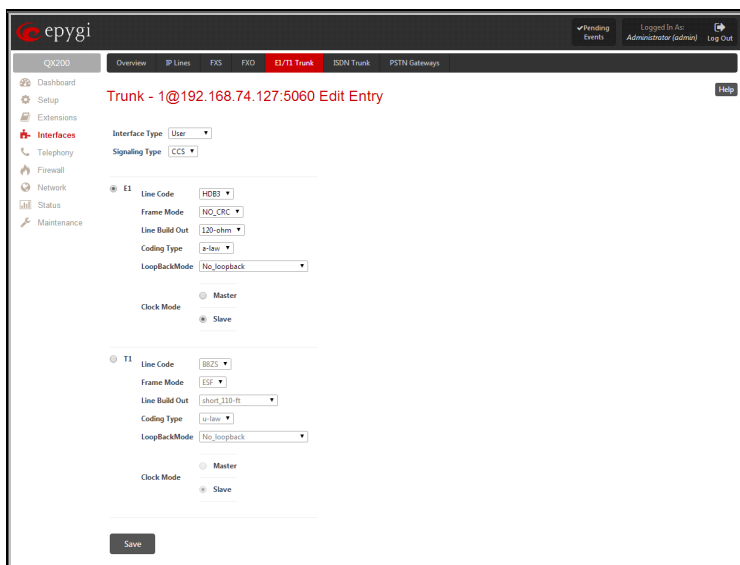 epygi
Pending Events
Logged In As:
Administrator (admin)
Log Out
QX200
Overview IP Lines FXS FXO E1/T1 Trunk ISDN Trunk PSTN Gateways
Dashboard
Setup
Extensions
Interfaces
Telephony
Firewall
Network
Status
Maintenance
Trunk - 1@192.168.74.127:5060 Edit Entry
Help
Interface Type User
Signaling Type CCS
E1
Line Code HDB3
Frame Mode NO_CRC
Line Build Out 120-ohm
Coding Type a-law
LoopBackMode No_loopback
Clock Mode
Master
Slave
T1
Line Code B8ZS
Frame Mode ESF
Line Build Out short_110-ft
Coding Type u-law
LoopBackMode No_loopback
Clock Mode
Master
Slave
Save